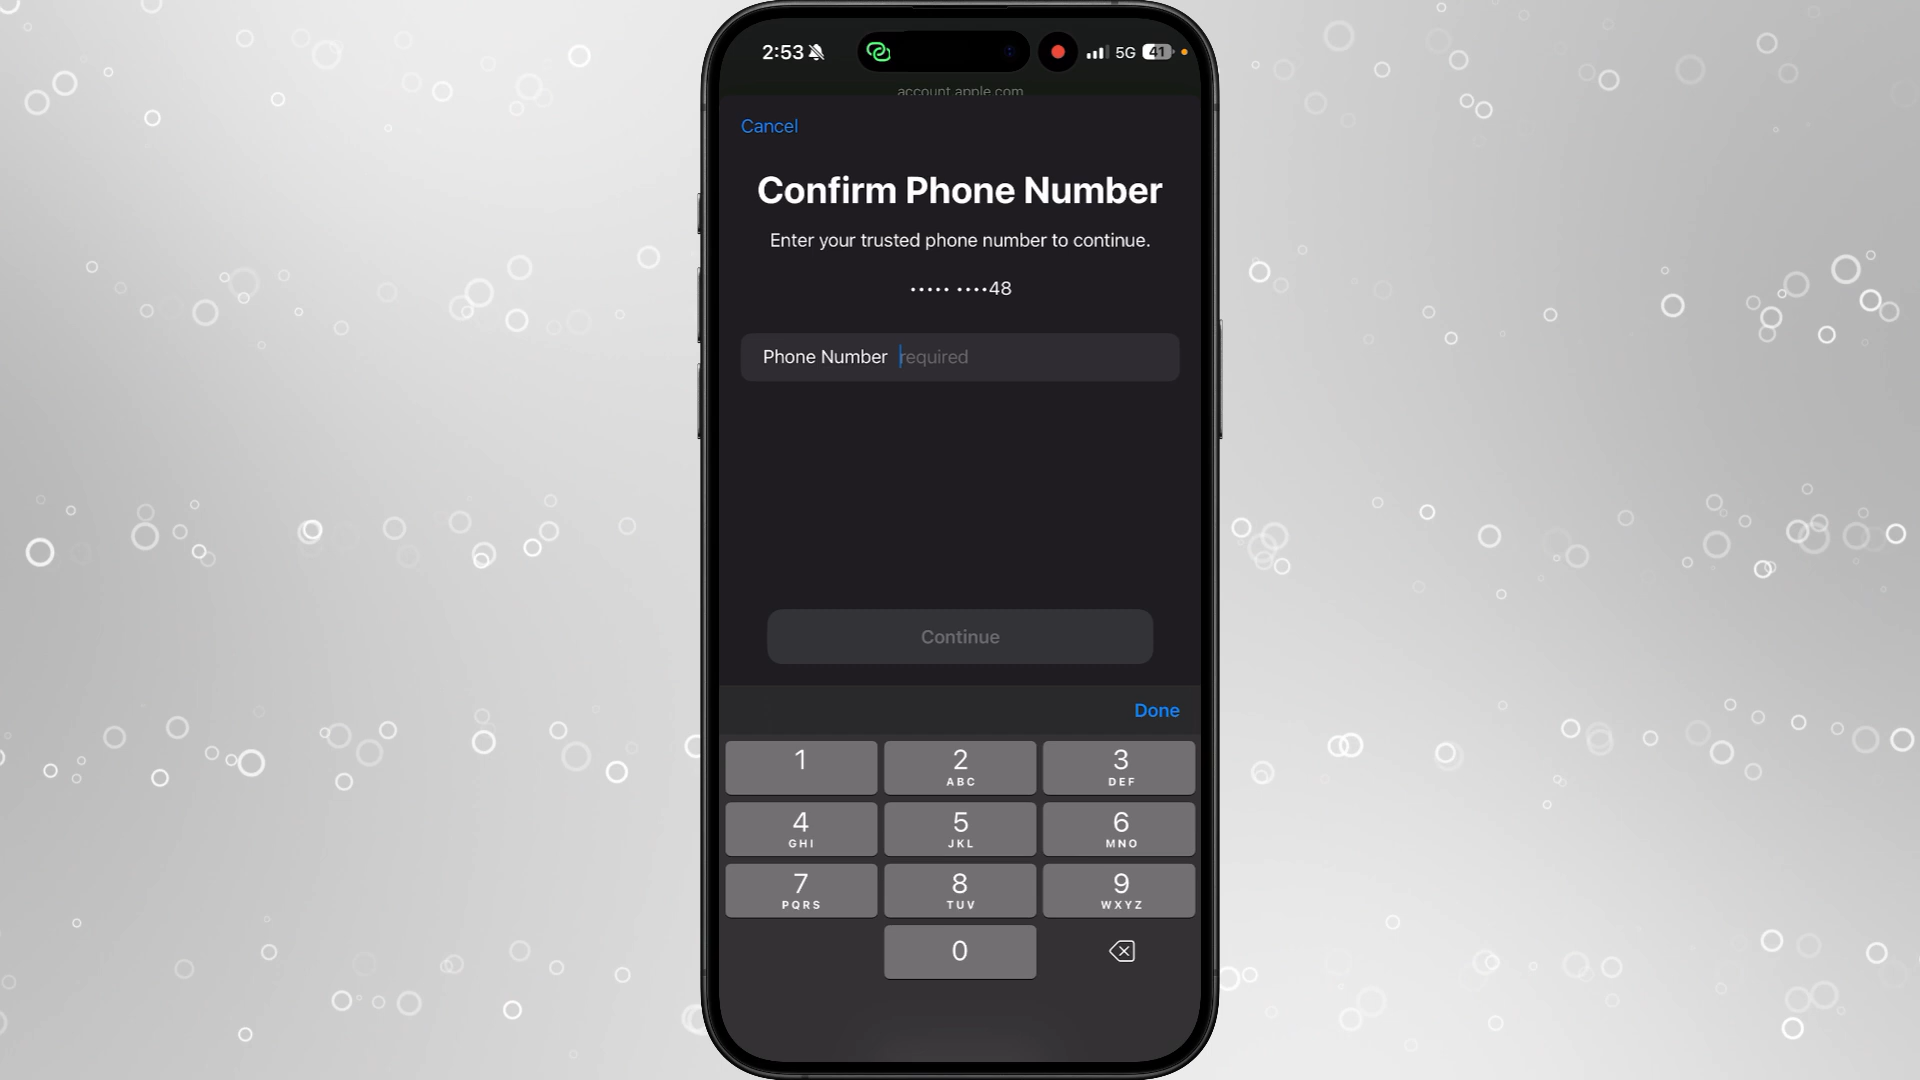 2:53 5G 41
account.apple.com
Cancel
Confirm Phone Number
Enter your trusted phone number to continue.
••••• ••••48
Phone Number required
Continue
Done
1 2 3
ABC DEF
4 5 6
GHI JKL MNO
7 8 9
PQRS TUV WXYZ
0